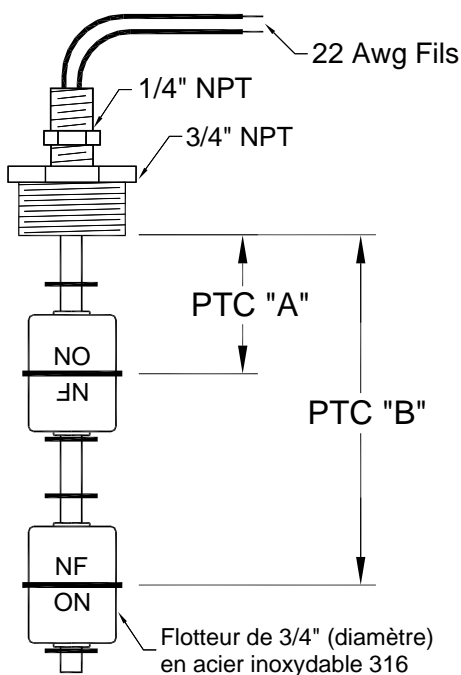 22 Awg Fils
1/4" NPT
3/4" NPT
PTC "A"
NO
NF
PTC "B"
NF
NO
Flotteur de 3/4" (diamètre)
en acier inoxydable 316